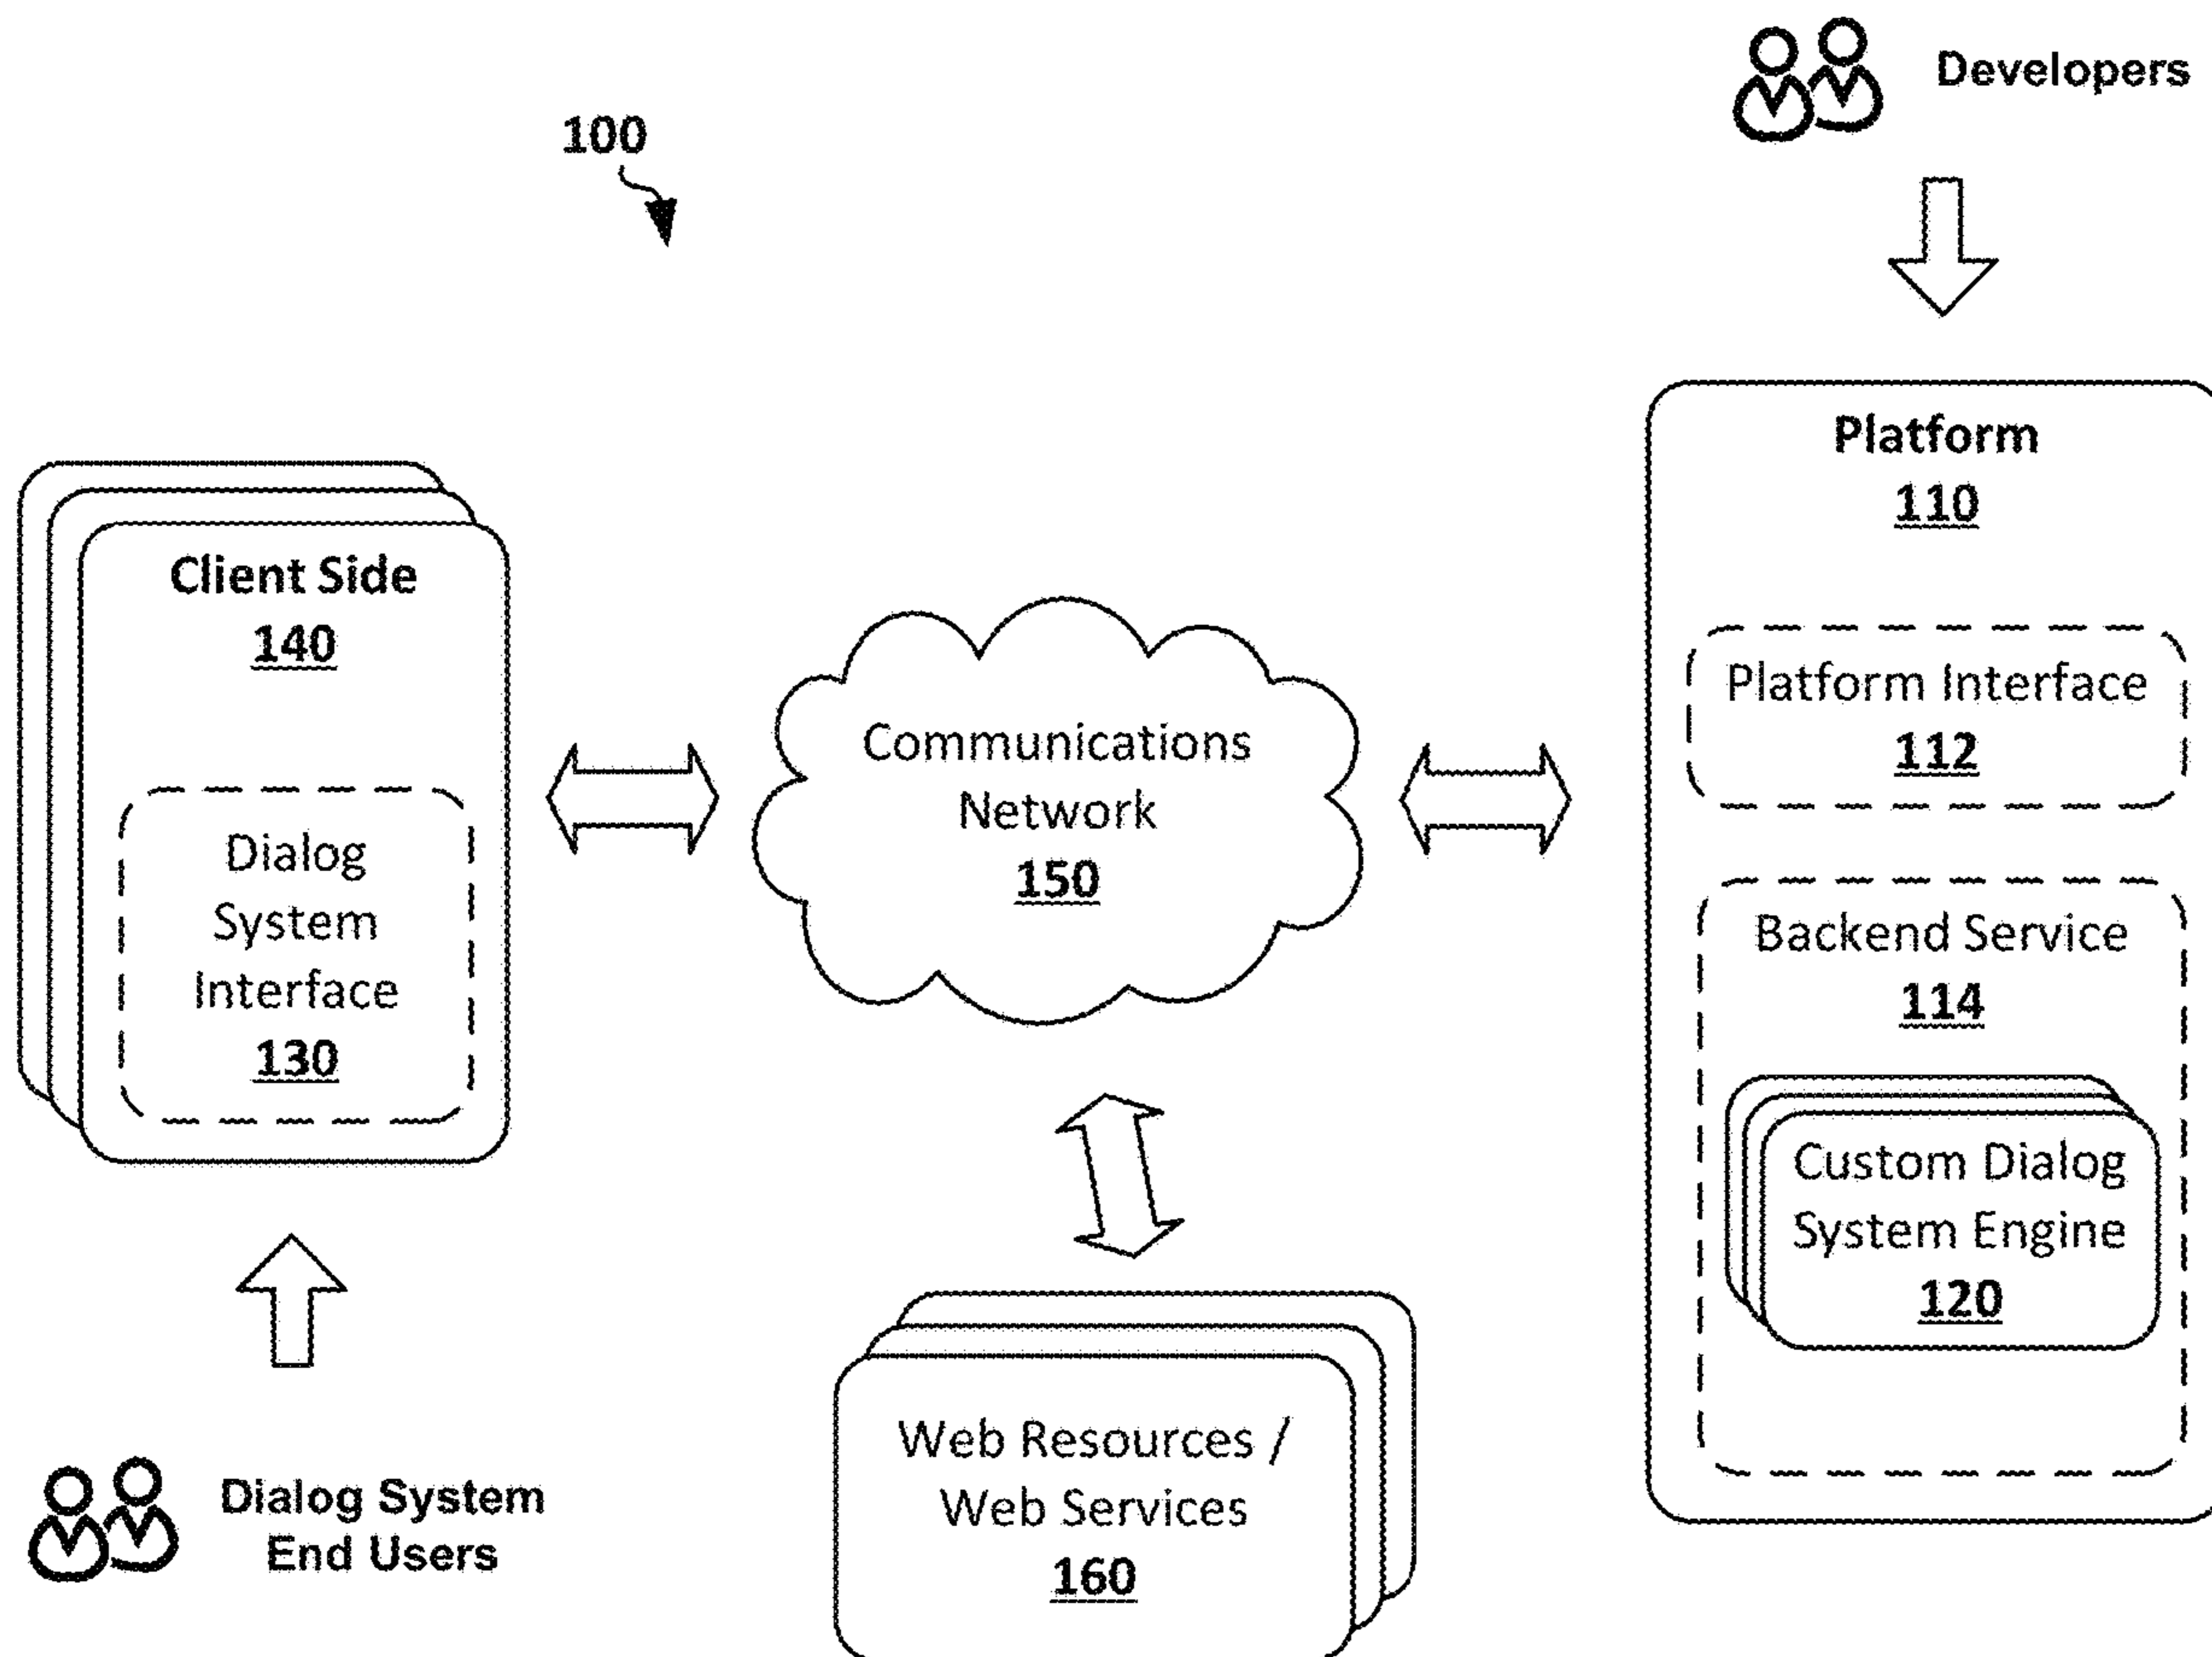 Developers
100
Platform
110
Client Side
140
Platform Interface
112
Communications
Network
150
Dialog
System
Interface
130
Backend Service
114
Custom Dialog
System Engine
120
Web Resources /
Web Services
160
Dialog System
End Users